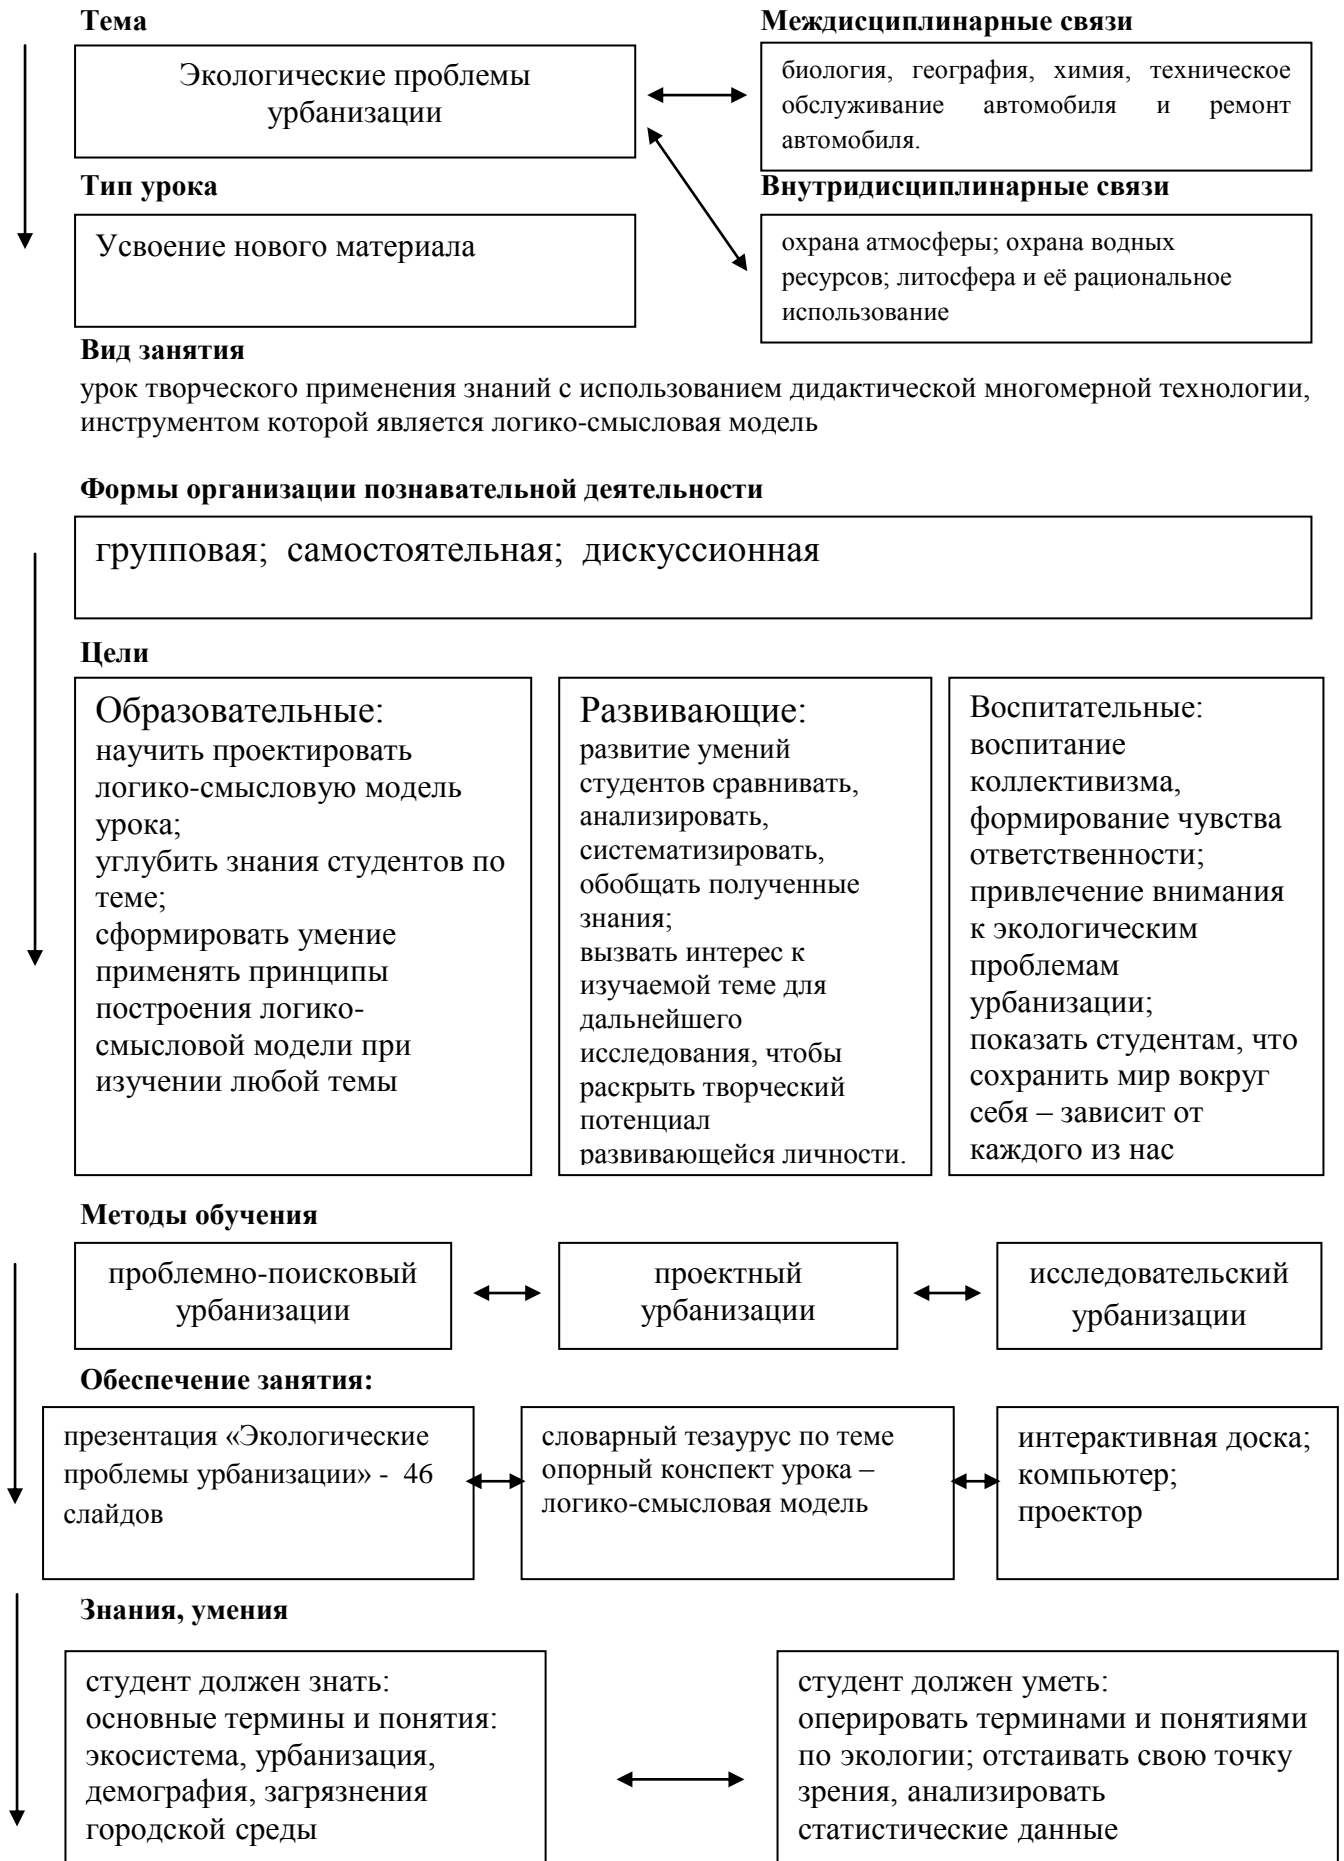 Тема
Экологические проблемы
урбанизации
Междисциплинарные связи
биология, география, химия, техническое
обслуживание автомобиля и ремонт
автомобиля.
Тип урока
Усвоение нового материала
Внутридисциплинарные связи
охрана атмосферы; охрана водных
ресурсов; литосфера и её рациональное
использование
Вид занятия
урок творческого применения знаний с использованием дидактической многомерной технологии,
инструментом которой является логико-смысловая модель
Формы организации познавательной деятельности
групповая; самостоятельная; дискуссионная
Цели
Образовательные:
научить проектировать
логико-смысловую модель
урока;
углубить знания студентов по
теме;
сформировать умение
применять принципы
построения логико-
смысловой модели при
изучении любой темы
Развивающие:
развитие умений
студентов сравнивать,
анализировать,
систематизировать,
обобщать полученные
знания;
вызвать интерес к
изучаемой теме для
дальнейшего
исследования, чтобы
раскрыть творческий
потенциал
развивающейся личности.
Воспитательные:
воспитание
коллективизма,
формирование чувства
ответственности;
привлечение внимания
к экологическим
проблемам
урбанизации;
показать студентам, что
сохранить мир вокруг
себя – зависит от
каждого из нас
Методы обучения
проблемно-поисковый
урбанизации
проектный
урбанизации
исследовательский
урбанизации
Обеспечение занятия:
презентация «Экологические
проблемы урбанизации» - 46
слайдов
словарный тезаурус по теме
опорный конспект урока –
логико-смысловая модель
интерактивная доска;
компьютер;
проектор
Знания, умения
студент должен знать:
основные термины и понятия:
экосистема, урбанизация,
демография, загрязнения
городской среды
студент должен уметь:
оперировать терминами и понятиями
по экологии; отстаивать свою точку
зрения, анализировать
статистические данные